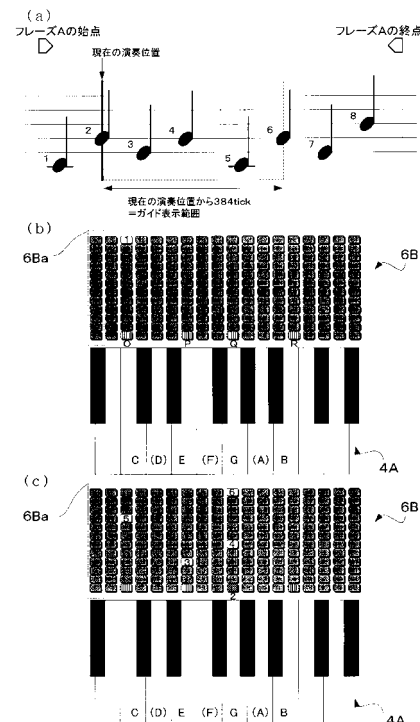 (a)
フレーズAの始点
フレーズAの終点
現在の演奏位置
1
2
3
4
5
6
7
8
現在の演奏位置から384tick
=ガイド表示範囲
(b)
6Ba
6B
1
O P Q R
C (D) E (F) G (A) B
4A
(c)
6Ba
6B
6
5
4
3
2
C (D) E (F) G (A) B
4A